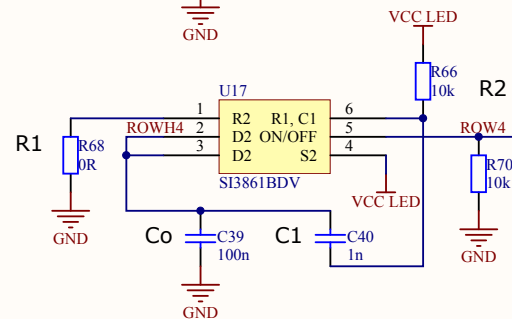 GND
VCC LED
R66
10k
R2
U17
1
R2
R1, C1
6
ROWH4
2
D2
ON/OFF
5
ROW4
R1
R68
0R
3
D2
S2
4
R70
10k
SI3861BDV
VCC LED
GND
Co
C39
100n
C1
C40
1n
GND
GND